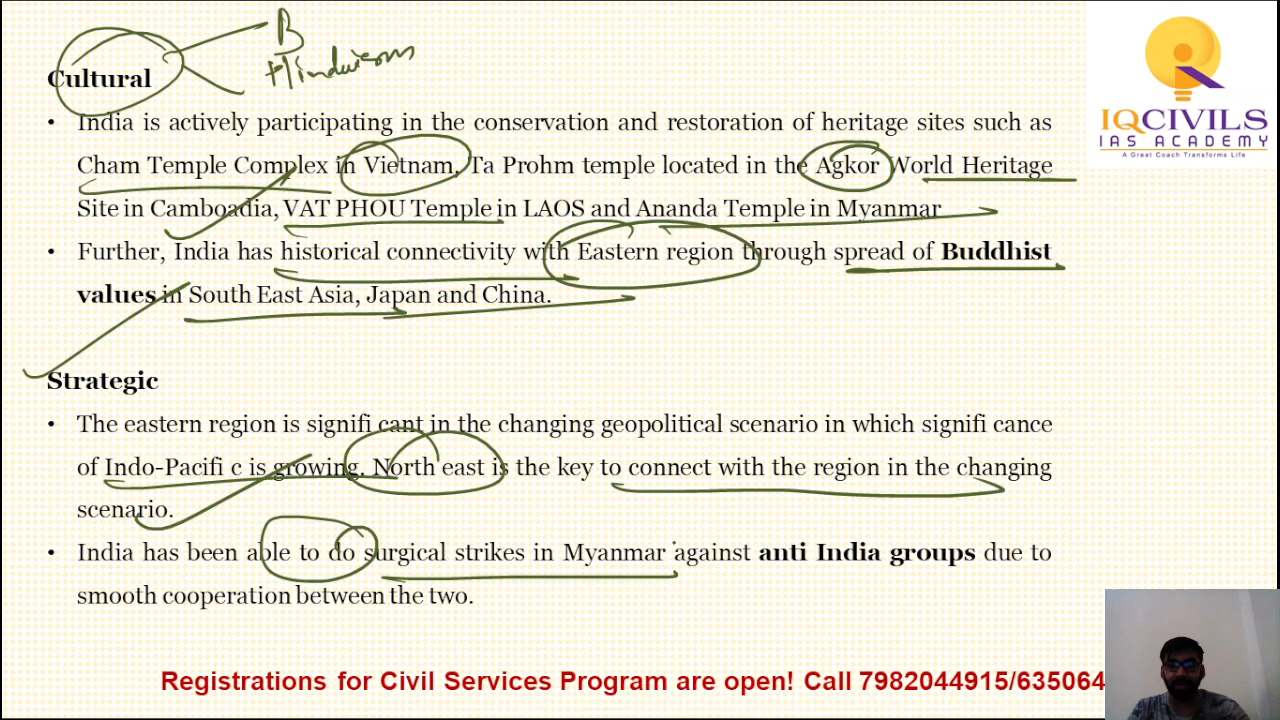 B
Hinduism
Cultural
• India is actively participating in the conservation and restoration of heritage sites such as
Cham Temple Complex in Vietnam, Ta Prohm temple located in the Agkor World Heritage
Site in Camboadia, VAT PHOU Temple in LAOS and Ananda Temple in Myanmar
• Further, India has historical connectivity with Eastern region through spread of Buddhist
values in South East Asia, Japan and China.
Strategic
• The eastern region is signifi cant in the changing geopolitical scenario in which signifi cance
of Indo-Pacifi c is growing. North east is the key to connect with the region in the changing
scenario.
• India has been able to do surgical strikes in Myanmar against anti India groups due to
smooth cooperation between the two.
IQCIVILS
IAS ACADEMY
A Great Coach Transforms Life
Registrations for Civil Services Program are open! Call 7982044915/635064